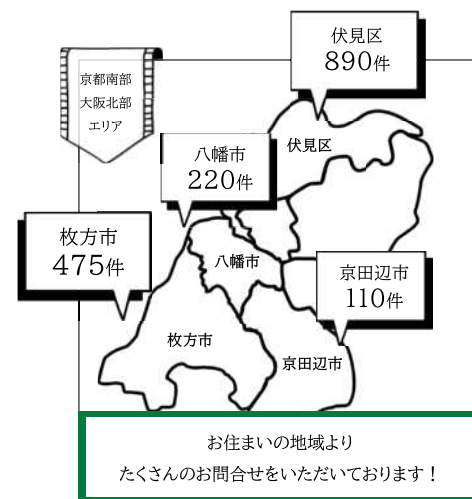 京都南部
大阪北部
エリア
伏見区
890件
伏見区
八幡市
220件
枚方市
475件
八幡市
京田辺市
110件
枚方市
京田辺市
お住まいの地域より
たくさんのお問合せをいただいております！